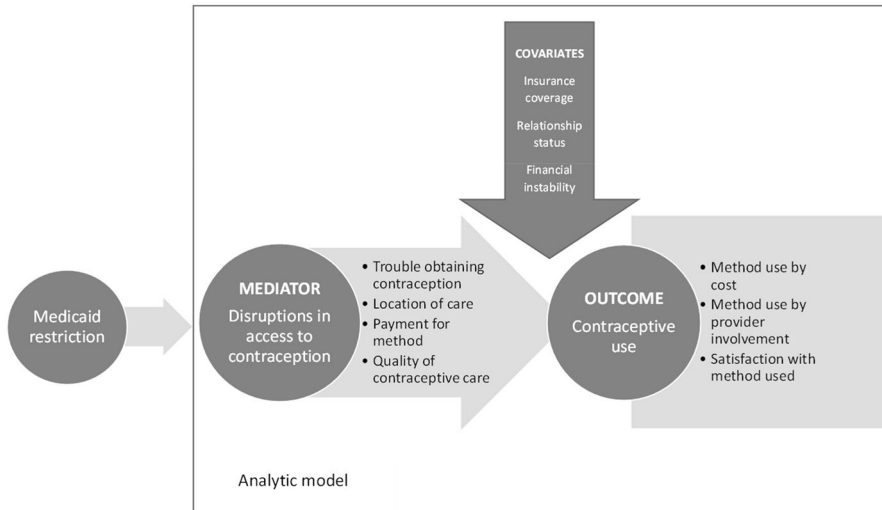 COVARIATES
Insurance
coverage
Relationship
status
Financial
instability
Medicaid
restriction
MEDIATOR
Disruptions in
access to
contraception
• Trouble obtaining
contraception
• Location of care
• Payment for
method
• Quality of
contraceptive care
OUTCOME
Contraceptive
use
• Method use by
cost
• Method use by
provider
involvement
• Satisfaction with
method used
Analytic model